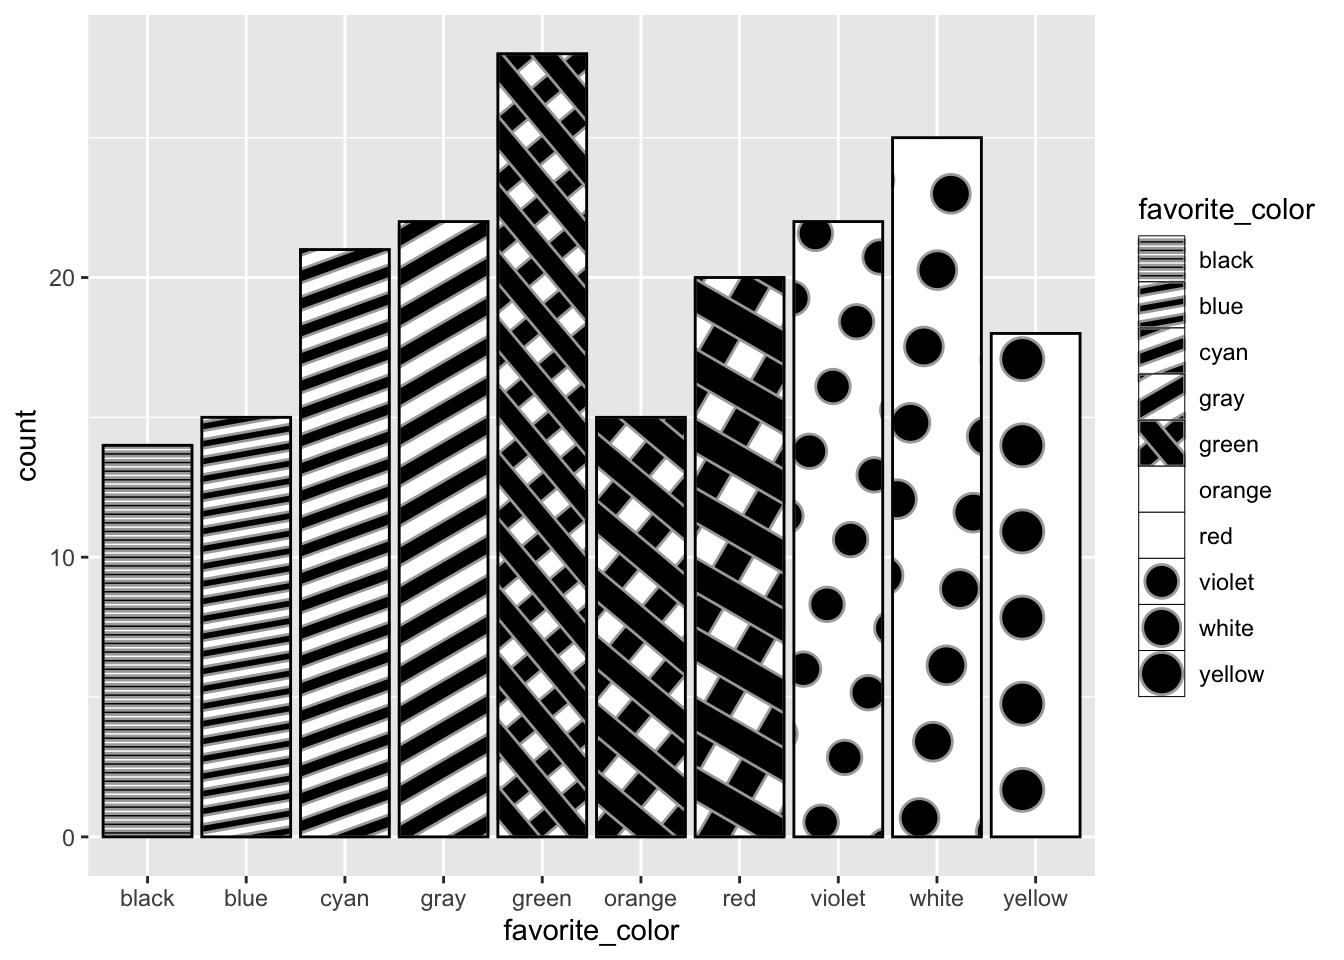 count
20
10
0
black
blue
cyan
gray
green
orange
red
violet
white
yellow
favorite_color
favorite_color
black
blue
cyan
gray
green
orange
red
violet
white
yellow